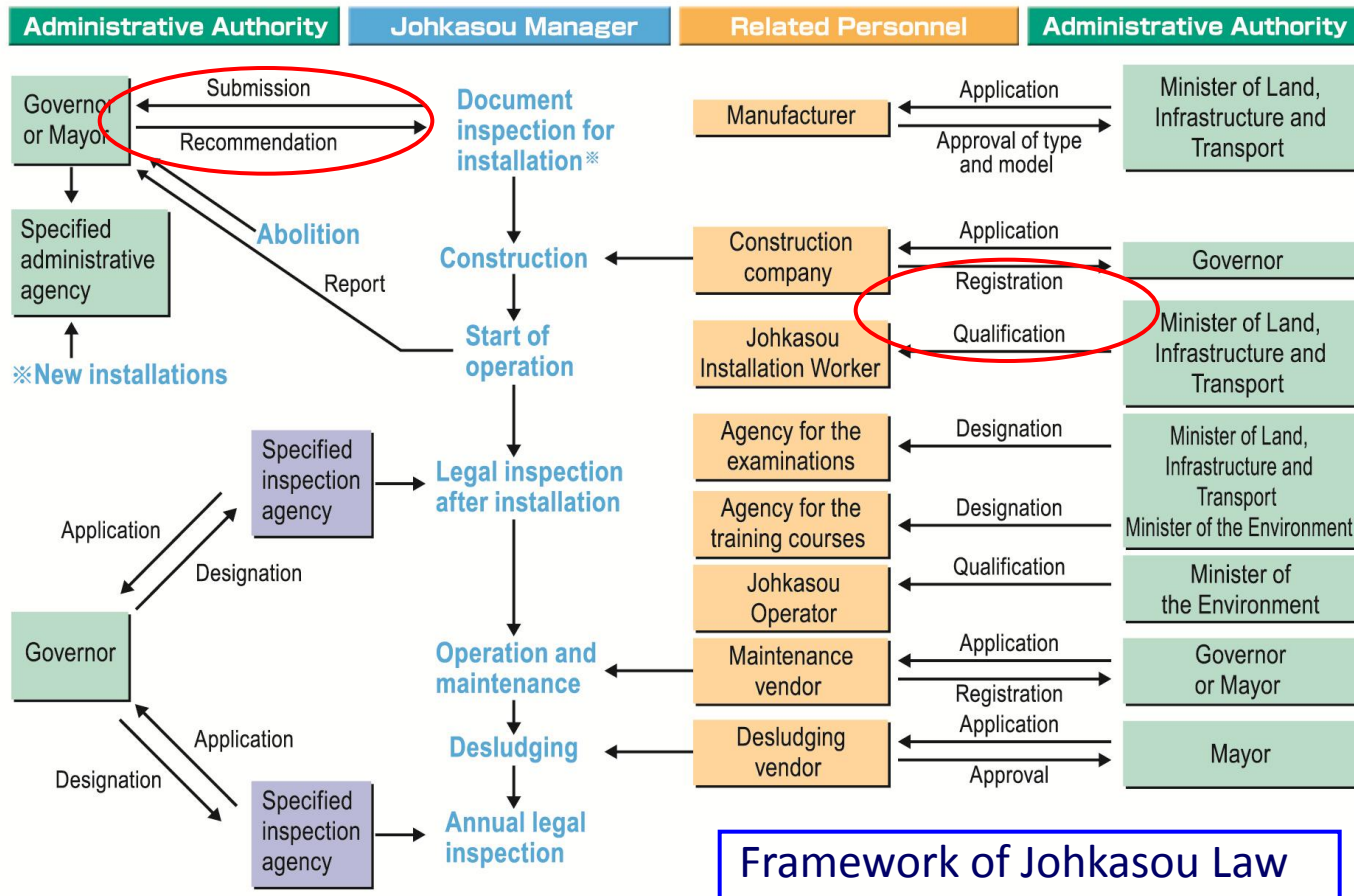 Administrative Authority
Johkasou Manager
Related Personnel
Administrative Authority
Governor
or Mayor
Submission
Recommendation
Document
inspection for
installation※
Specified
administrative
agency
Abolition
Report
Construction
※New installations
Start of
operation
Specified
inspection
agency
Legal inspection
after installation
Application
Designation
Governor
Operation and
maintenance
Application
Designation
Desludging
Specified
inspection
agency
Annual legal
inspection
Manufacturer
Application
Approval of type
and model
Minister of Land,
Infrastructure and
Transport
Construction
company
Application
Registration
Governor
Johkasou
Installation Worker
Qualification
Minister of Land,
Infrastructure and
Transport
Agency for the
examinations
Designation
Minister of Land,
Infrastructure and
Transport
Minister of the Environment
Agency for the
training courses
Designation
Johkasou
Operator
Qualification
Minister of
the Environment
Maintenance
vendor
Application
Registration
Governor
or Mayor
Desludging
vendor
Application
Approval
Mayor
Framework of Johkasou Law